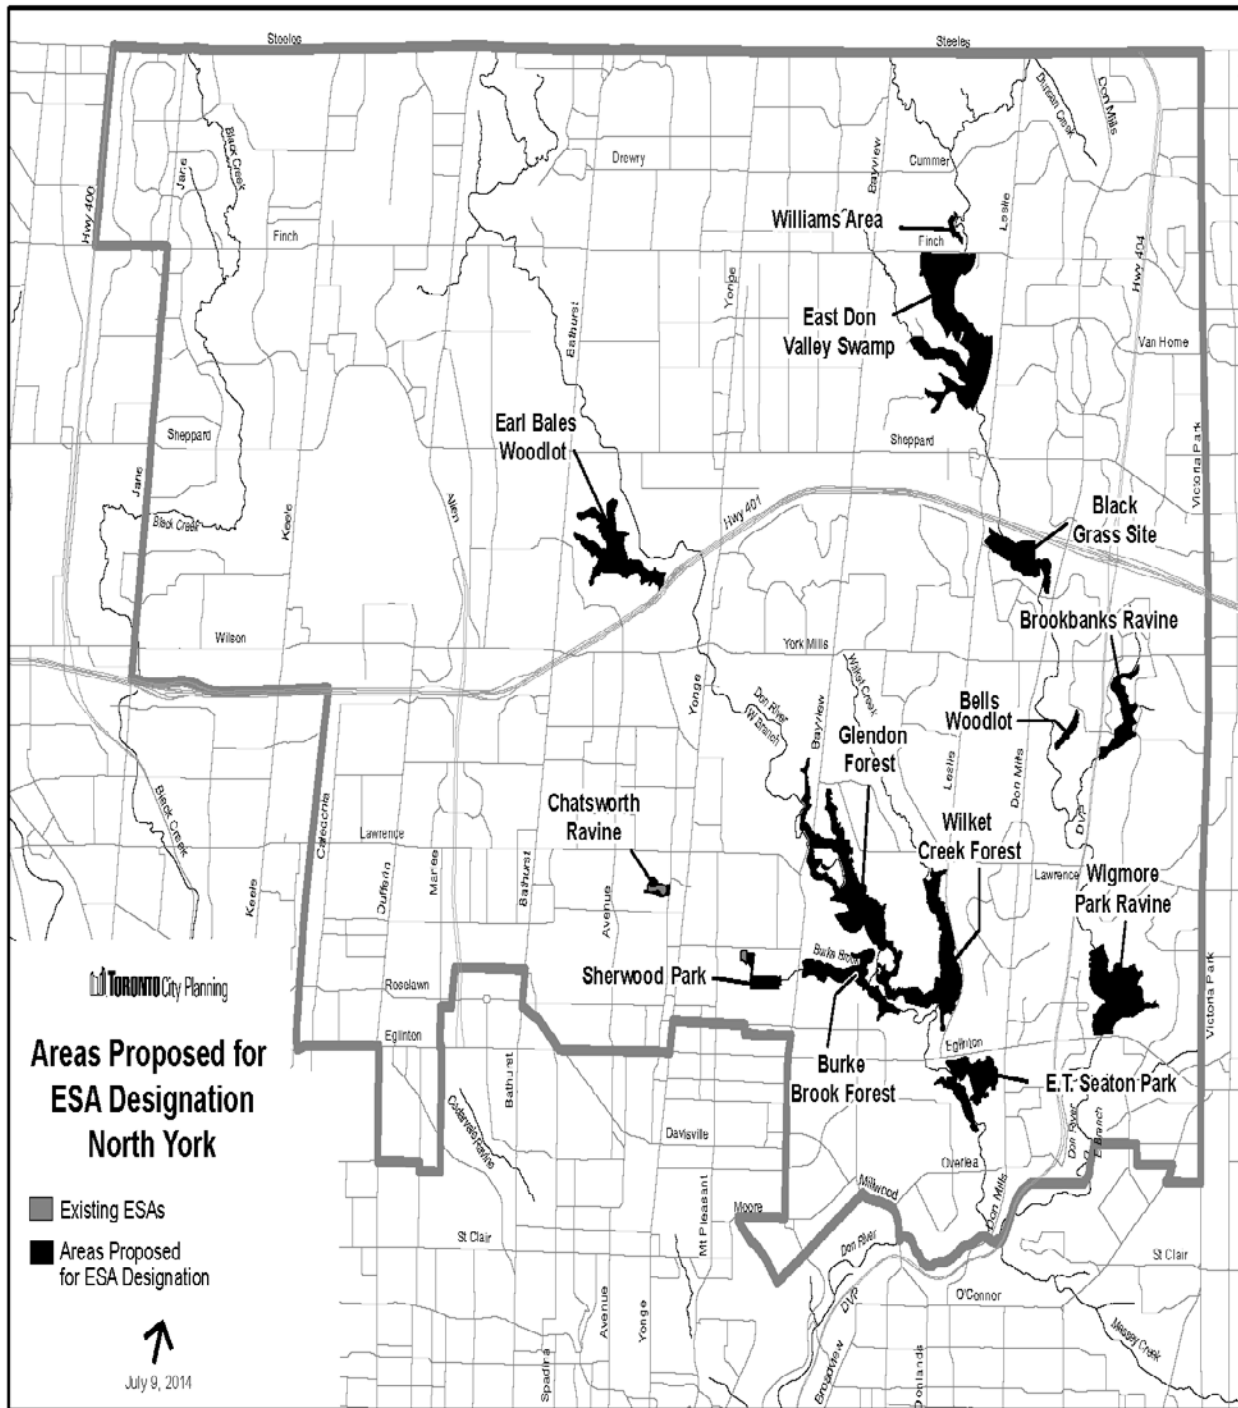 Steeles
Steeles
Hwy 400
Jane
Black Creek
Drewry
Bayview
Cummer
Duncan Creek
Don Mills
Williams Area
Finch
Finch
Leslie
Hwy 404
Yonge
Bathurst
East Don
Valley Swamp
Van Horne
Earl Bales
Woodlot
Sheppard
Sheppard
Victoria Park
Jane
Black Creek
Keele
Allen
Hwy 401
Black
Grass Site
Wilson
York Mills
Brookbanks Ravine
Wilket Creek
Don River
W Branch
Yonge
Bayview
Glendon
Forest
Bells
Woodlot
Leslie
Don Mills
DVP
Black Creek
Caledonia
Chatsworth
Ravine
Lawrence
Wilket
Creek Forest
Lawrence
Wigmore
Park Ravine
Keele
Dufferin
Marlee
Bathurst
Avenue
Burke Brook
Sherwood Park
TORONTO City Planning
Roselawn
Victoria Park
Areas Proposed for
ESA Designation
North York
Eglinton
Eglinton
Bathurst
Burke
Brook Forest
E.T. Seaton Park
Cedarvale Ravine
Davisville
Don River
E Branch
Overlea
Millwood
Don Mills
Moore
Mt Pleasant
Existing ESAs
Areas Proposed
for ESA Designation
St Clair
Don River
St Clair
DVP
O'Connor
Avenue
Yonge
Spadina
Broadview
Donlands
Massey Creek
July 9, 2014